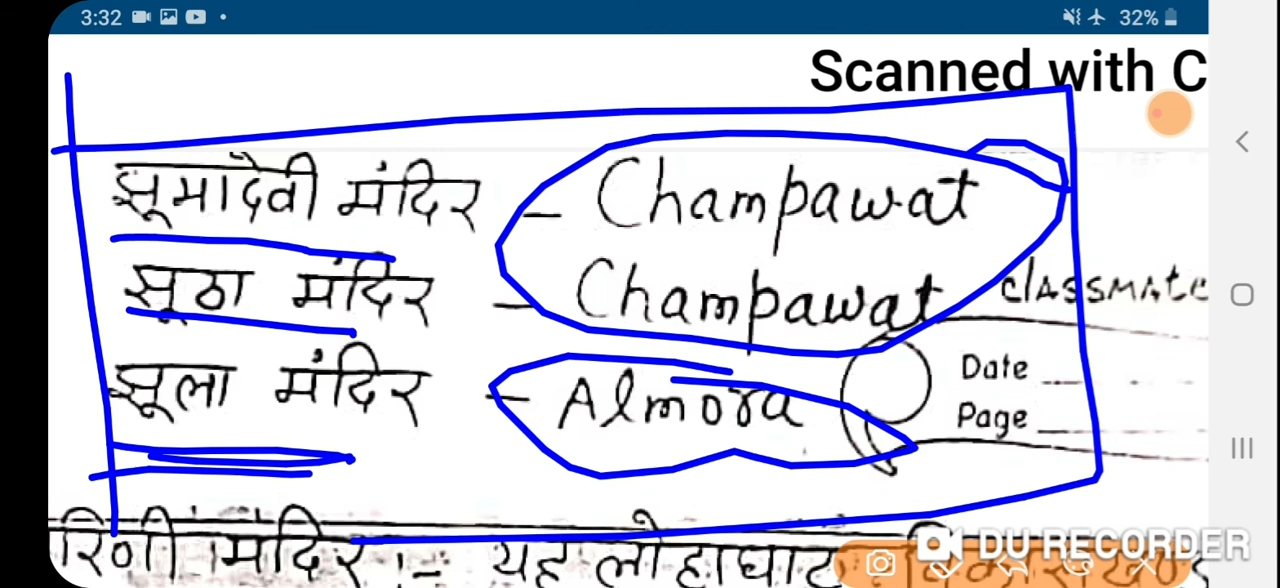 3:32
32%
Scanned with C
झूमादेवी मंदिर – Champawat
झूठा मंदिर – Champawat
classmate
झूला मंदिर – Almora
Date
Page
रिणी मंदिर :- यह लोहाघाट
DU RECORDER